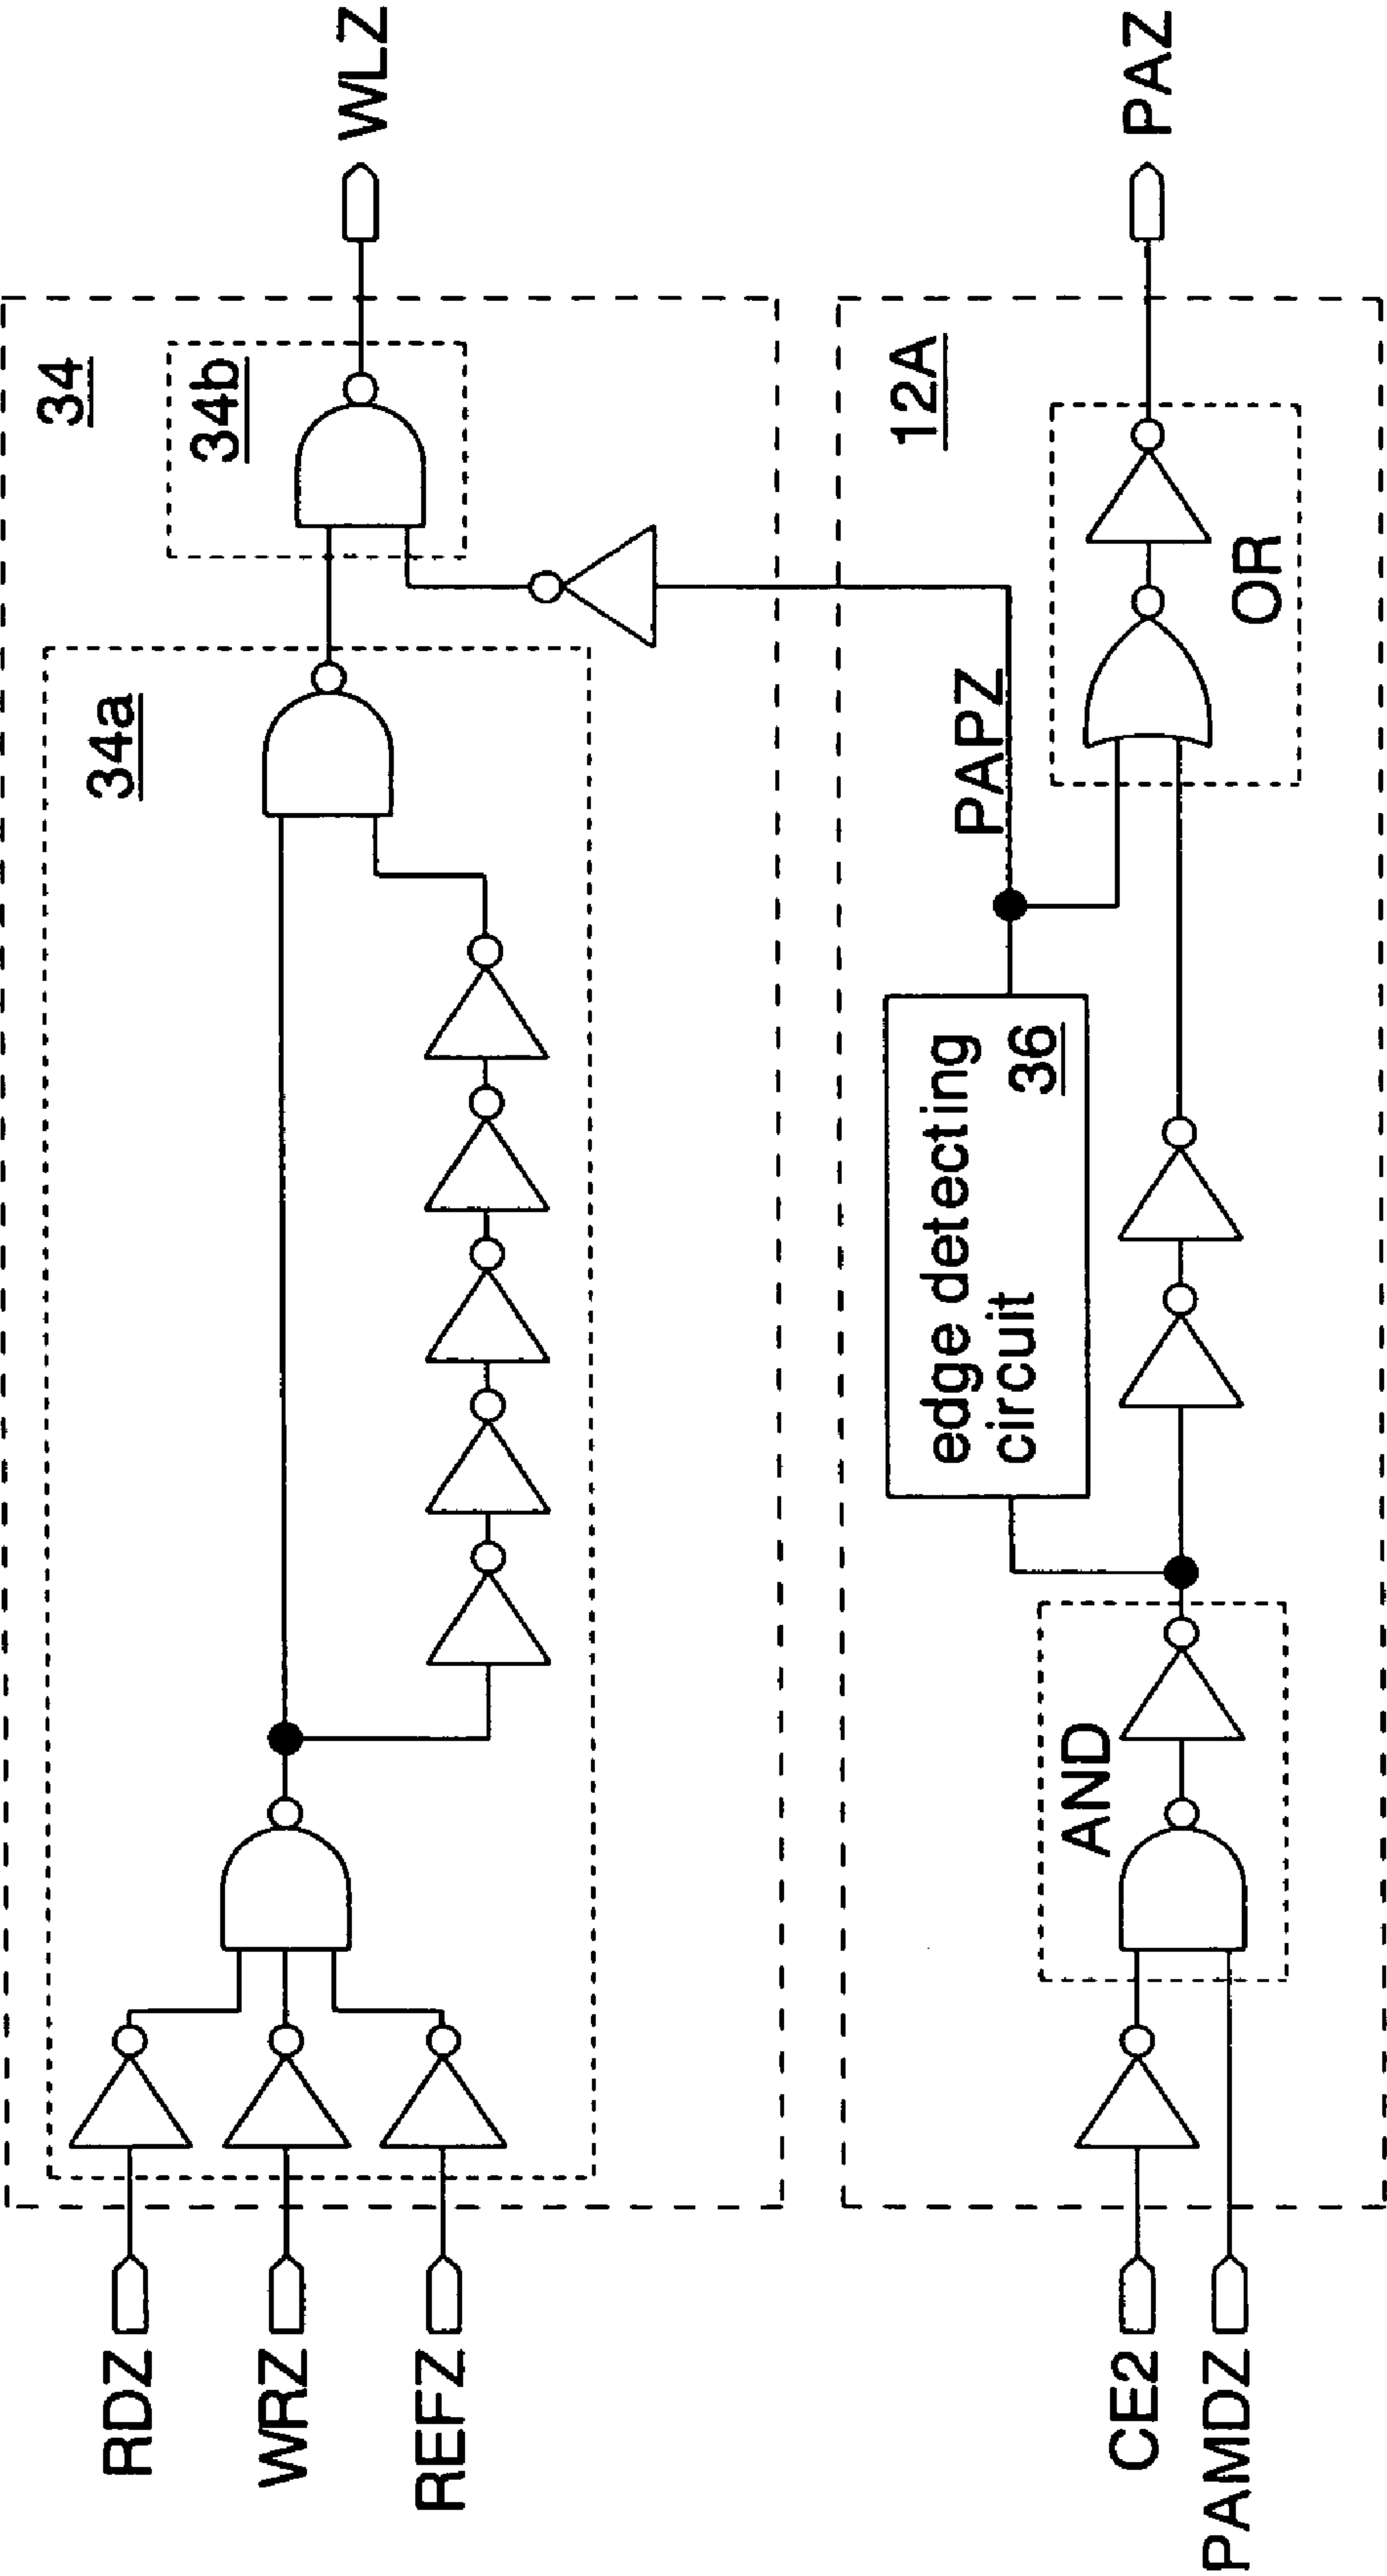 34
34a
34b
RDZ
WRZ
REFZ
WLZ
12A
PAPZ
edge detecting
circuit
36
AND
OR
CE2
PAMDZ
PAZ